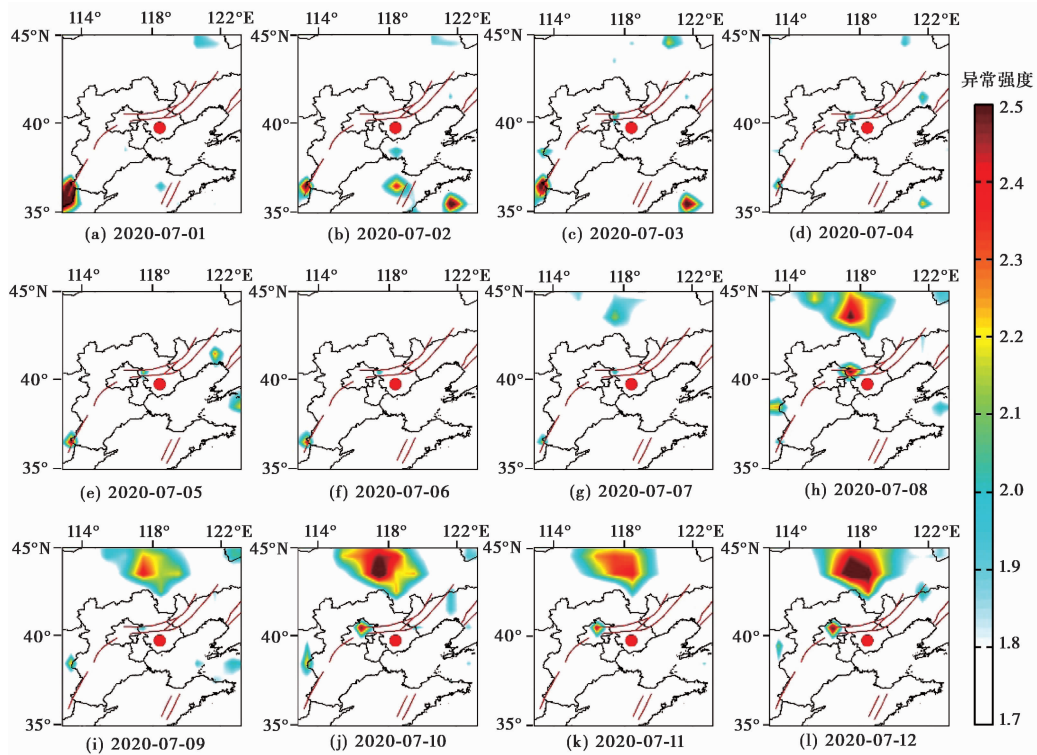 114° 118° 122°E 114° 118° 122°E 114° 118° 122°E 114° 118° 122°E
45°N 45°N 45°N 45°N
异常强度
40° 40° 40° 40°
35° 35° 35° 35°
(a) 2020-07-01 (b) 2020-07-02 (c) 2020-07-03 (d) 2020-07-04
114° 118° 122°E 114° 118° 122°E 114° 118° 122°E 114° 118° 122°E
45°N 45°N 45°N 45°N
40° 40° 40° 40°
35° 35° 35° 35°
(e) 2020-07-05 (f) 2020-07-06 (g) 2020-07-07 (h) 2020-07-08
114° 118° 122°E 114° 118° 122°E 114° 118° 122°E 114° 118° 122°E
45°N 45°N 45°N 45°N
40° 40° 40° 40°
35° 35° 35° 35°
(i) 2020-07-09 (j) 2020-07-10 (k) 2020-07-11 (l) 2020-07-12
2.5
2.4
2.3
2.2
2.1
2.0
1.9
1.8
1.7